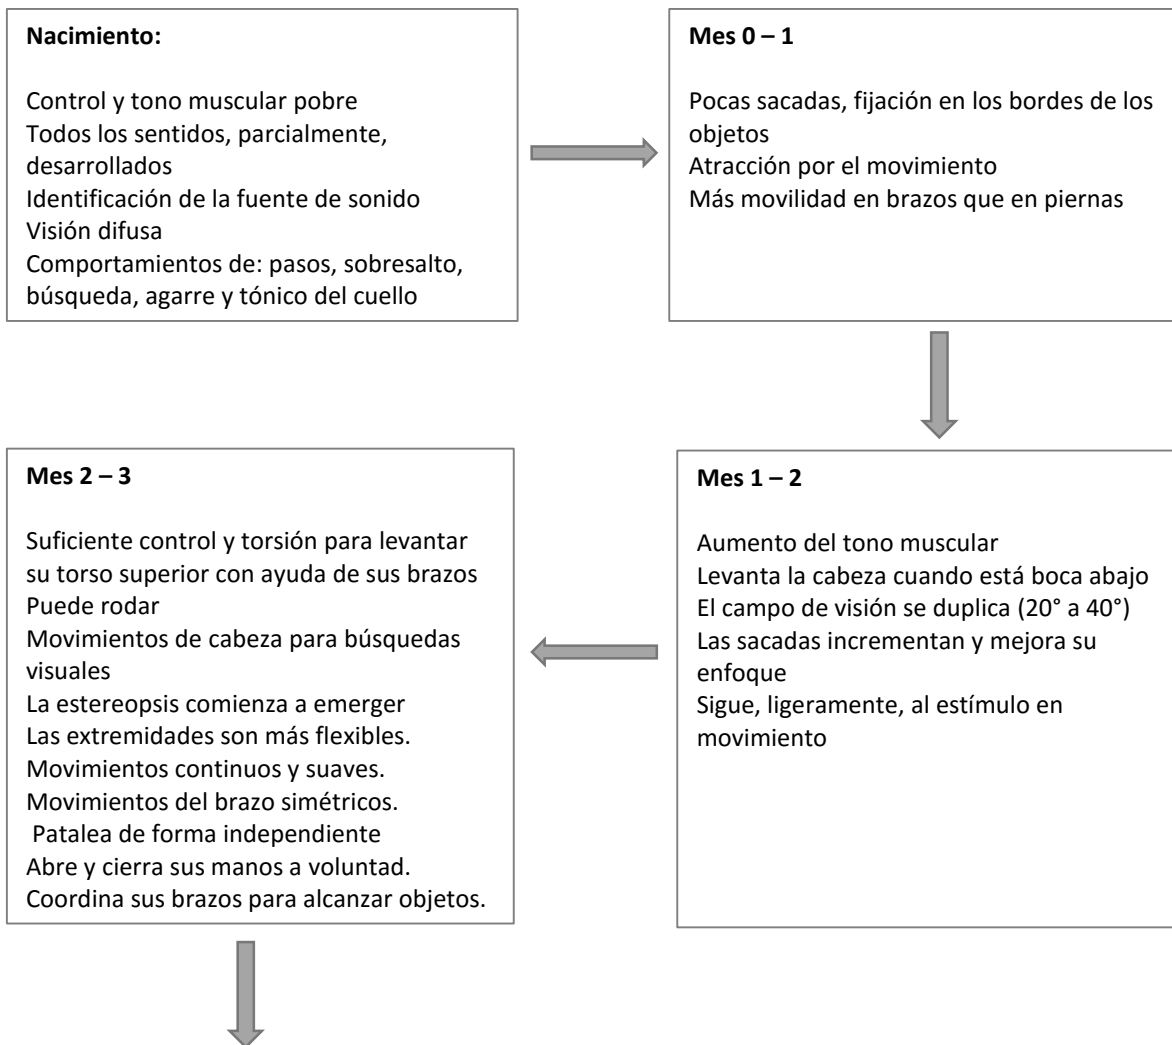 Nacimiento:
Control y tono muscular pobre
Todos los sentidos, parcialmente,
desarrollados
Identificación de la fuente de sonido
Visión difusa
Comportamientos de: pasos, sobresalto,
búsqueda, agarre y tónico del cuello
Mes 0 – 1
Pocas sacadas, fijación en los bordes de los
objetos
Atracción por el movimiento
Más movilidad en brazos que en piernas
Mes 1 – 2
Aumento del tono muscular
Levanta la cabeza cuando está boca abajo
El campo de visión se duplica (20° a 40°)
Las sacadas incrementan y mejora su
enfoque
Sigue, ligeramente, al estímulo en
movimiento
Mes 2 – 3
Suficiente control y torsión para levantar
su torso superior con ayuda de sus brazos
Puede rodar
Movimientos de cabeza para búsquedas
visuales
La estereopsis comienza a emerger
Las extremidades son más flexibles.
Movimientos continuos y suaves.
Movimientos del brazo simétricos.
Patalea de forma independiente
Abre y cierra sus manos a voluntad.
Coordina sus brazos para alcanzar objetos.